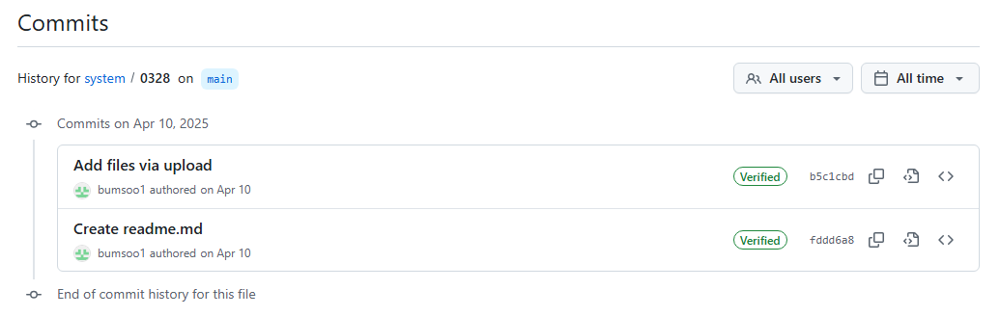 Commits
History for system / 0328 on main
All users
All time
Commits on Apr 10, 2025
Add files via upload
bumsoo1 authored on Apr 10
Verified
b5c1cbd
Create readme.md
bumsoo1 authored on Apr 10
Verified
fddd6a8
End of commit history for this file